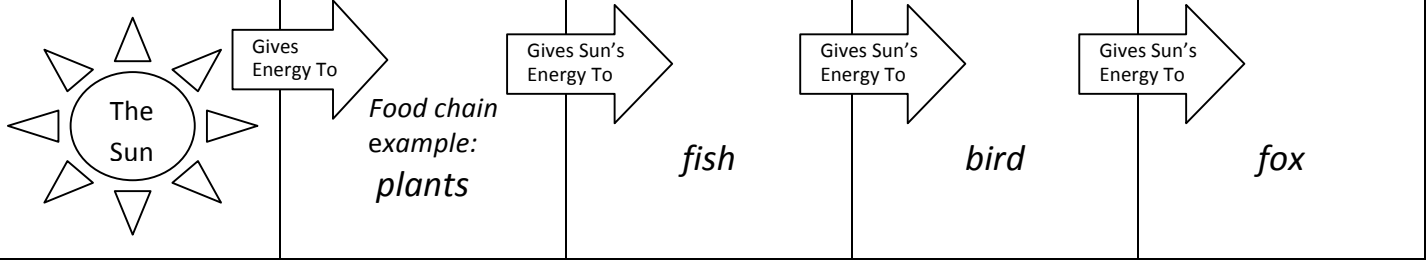 The
Sun
Gives
Energy To
Food chain
example:
plants
Gives Sun’s
Energy To
fish
Gives Sun’s
Energy To
bird
Gives Sun’s
Energy To
fox